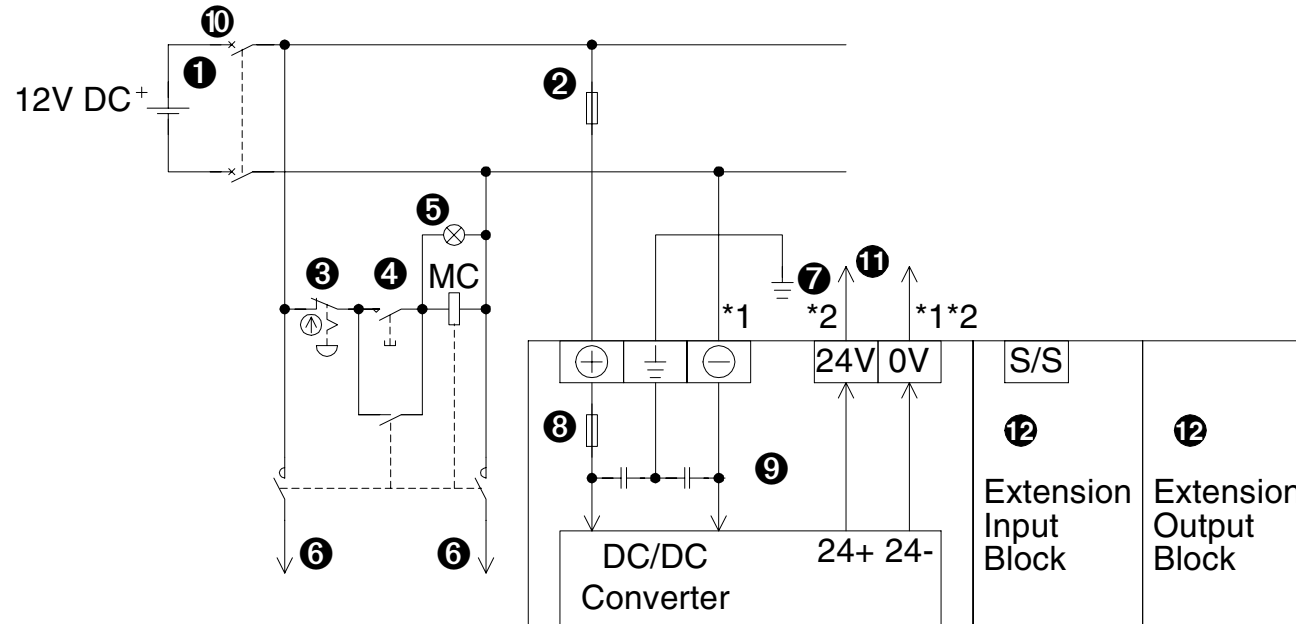 ❿
❶
12V DC +
❷
❺
❸
❹
MC
❼
⓫
*1
*2
*1*2
+
−
24V
0V
S/S
❽
❾
⓬
⓬
Extension
Input
Block
Extension
Output
Block
❻
❻
DC/DC
Converter
24+
24-